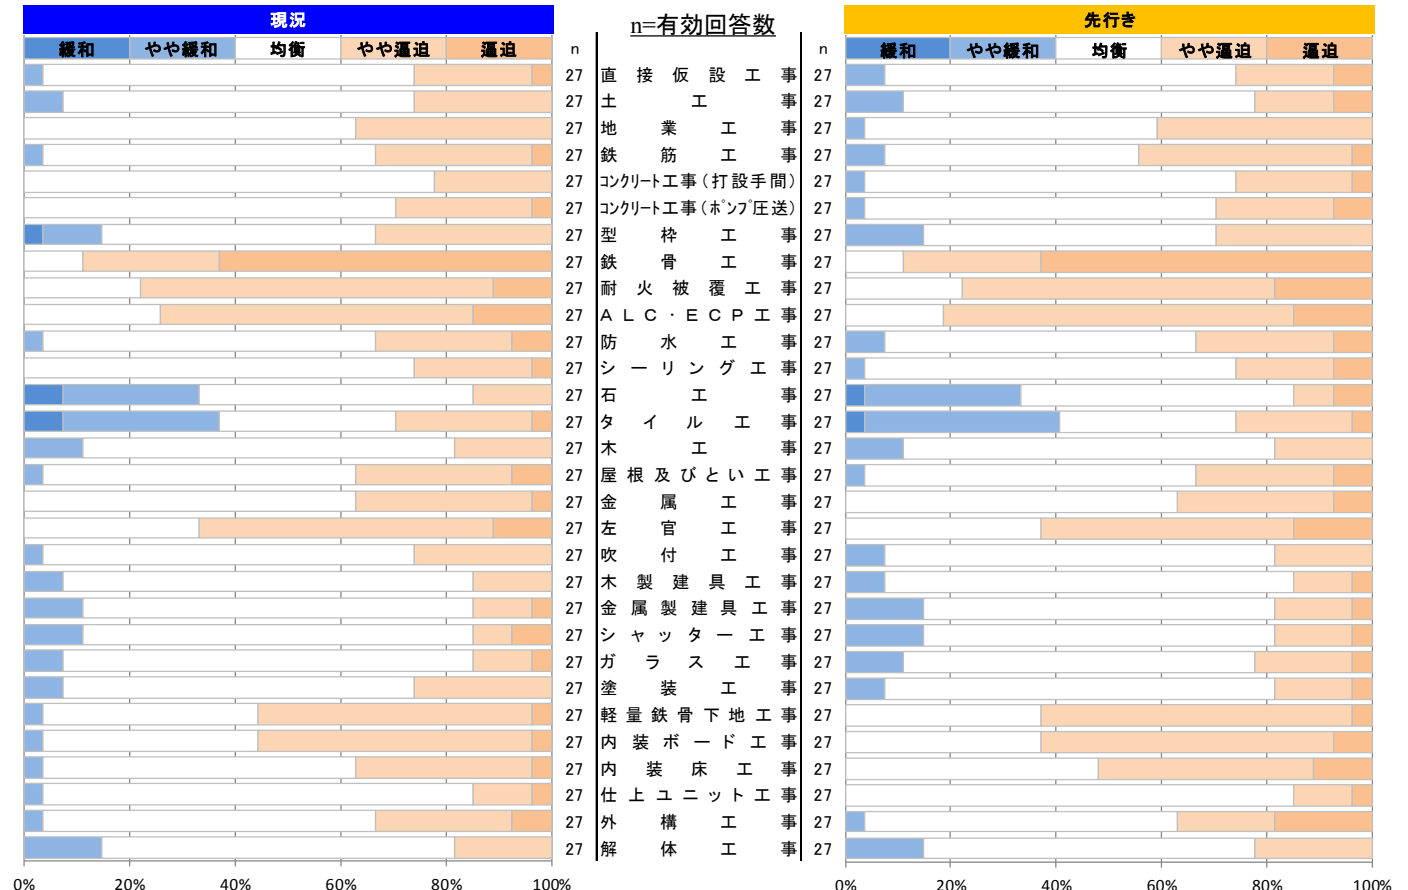 現況 n=有効回答数 先行き
緩和 やや緩和 均衡 やや逼迫 逼迫 n n 緩和 やや緩和 均衡 やや逼迫 逼迫
27 直接仮設工事 27
27 土工事 27
27 地業工事 27
27 鉄筋工事 27
27 コンクリート工事(打設手間) 27
27 コンクリート工事(ポンプ圧送) 27
27 型枠工事 27
27 鉄骨工事 27
27 耐火被覆工事 27
27 ALC・ECP工事 27
27 防水工事 27
27 シーリング工事 27
27 石工事 27
27 タイル工事 27
27 木工事 27
27 屋根及びとい工事 27
27 金属工事 27
27 左官工事 27
27 吹付工事 27
27 木製建具工事 27
27 金属製建具工事 27
27 シャッター工事 27
27 ガラス工事 27
27 塗装工事 27
27 軽量鉄骨下地工事 27
27 内装ボード工事 27
27 内装床工事 27
27 仕上ユニット工事 27
27 外構工事 27
27 解体工事 27
0% 20% 40% 60% 80% 100% 0% 20% 40% 60% 80% 100%